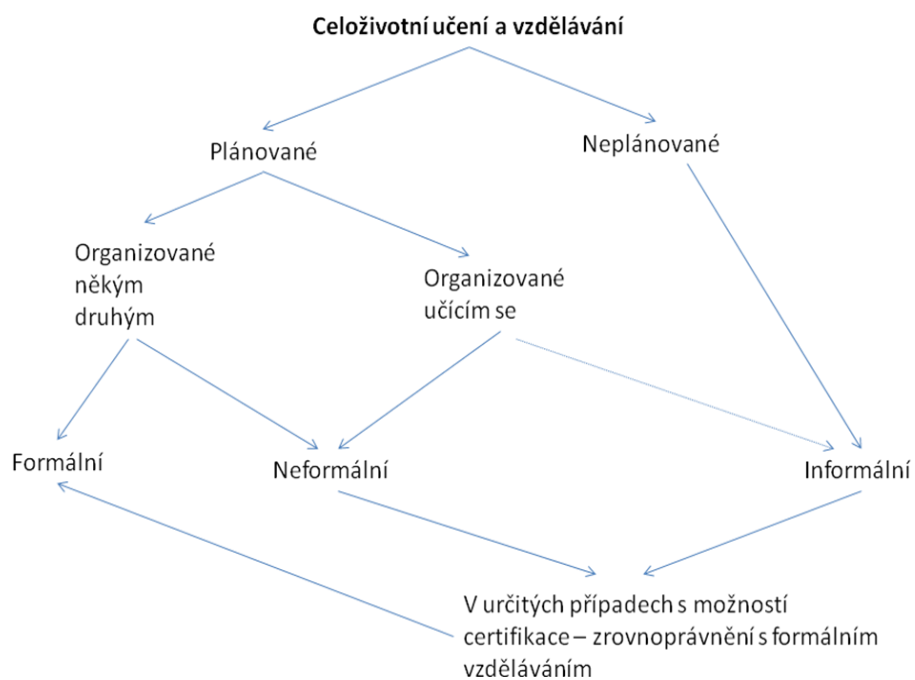 Celoživotní učení a vzdělávání
Plánované
Neplánované
Organizované
někým
druhým
Organizované
učícím se
Formální
Neformální
Informální
V určitých případech s možností
certifikace – zrovnoprávnění s formálním
vzděláváním